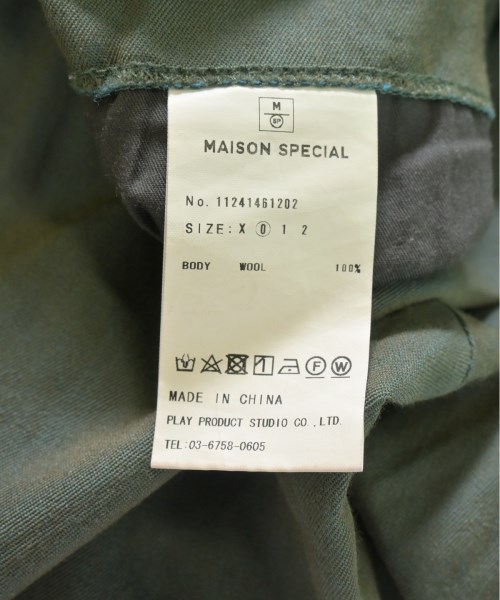 M
SP
MAISON SPECIAL
No. 11241461202
SIZE: X 0 1 2
BODY WOOL 100%
F W
MADE IN CHINA
PLAY PRODUCT STUDIO CO.,LTD.
TEL:03-6758-0605